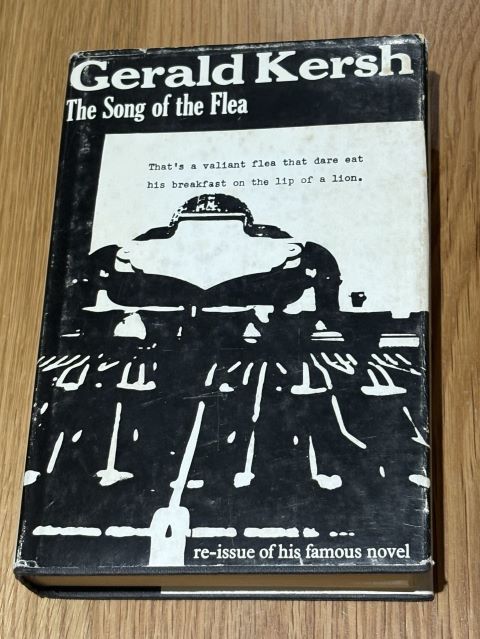 Gerald Kersh
The Song of the Flea
That's a valiant flea that dare eat
his breakfast on the lip of a lion.
re-issue of his famous novel